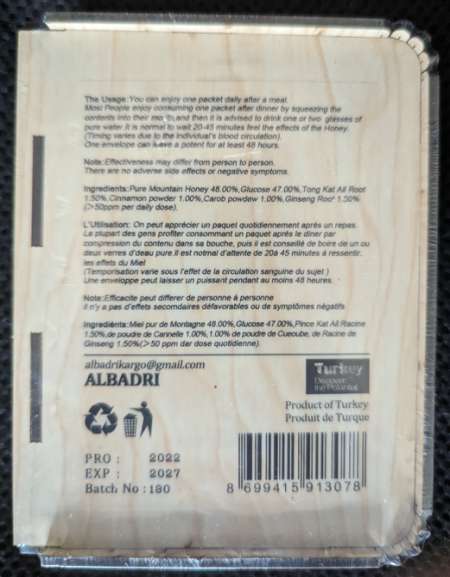 The Usage: You can enjoy one packet daily after a meal.
Most People enjoy consuming one packet after dinner by squeezing the
contents into their mouth, and then it is advised to drink one or two glasses of
pure water. It is normal to wait 20-45 minutes feel the effects of the Honey.
(Timing varies due to the individual's blood circulation).
One envelope can leave a potent for at least 48 hours.
Note: Effectiveness may differ from person to person.
There are no adverse side effects or negative symptoms.
Ingredients:Pure Mountain Honey 48.00%,Glucose 47.00%,Tong Kat Ali Root
1.50%,Cinnamon powder 1.00%,Carob powdew 1.00%,Ginseng Root 1.50%
(>50ppm per daily dose).
L'Utilisation: On peut apprécier un paquet quotidiennement après un repas.
La plupart des gens profiter consommant un paquet après le dîner par
compression du contenu dans sa bouche, puis il est conseillé de boire de un ou
deux verres d'eau pure.Il est notmal d'attente de 20à 45 minutes à ressentir.
les effets du Miel
(Temporisation varie sous l'effet de la circulation sanguine du sujet )
Une enveloppe peut laisser un puissant pendant au moins 48 heures.
Note:Efficacite peut différer de personne à personne
il n'y a pas d'effets secomdaires défavorables ou de symptômes négatifs
Ingrédients:Miel pur de Montagne 48.00%,Glucose 47.00%,Pince Kat Ali:Racine
1.50%,de poudre de Cannelle 1.00%,1.00% de poudre de Cueoube, de Racine de
Ginseng 1.50%(>50 ppm dar dose quotidienne).
albadrikargo@gmail.com
ALBADRI
Turkey
Discover
the Potential
Product of Turkey
Produit de Turque
PRO : 2022
EXP : 2027
Batch No : 180
8 699415 913078